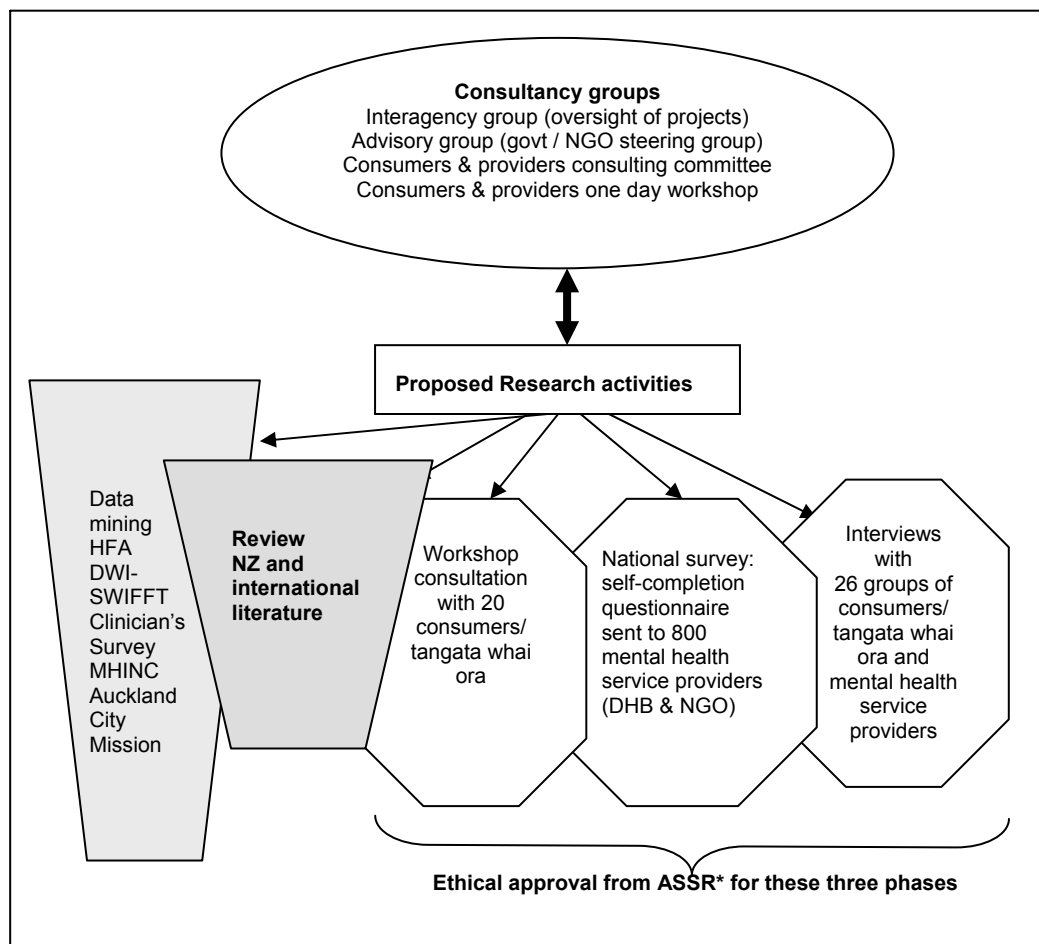 Consultancy groups
Interagency group (oversight of projects)
Advisory group (govt / NGO steering group)
Consumers & providers consulting committee
Consumers & providers one day workshop
Proposed Research activities
Data
mining
HFA
DWI-
SWIFFT
Clinician's
Survey
MHINC
Auckland
City
Mission
Review
NZ and
international
literature
Workshop
consultation
with 20
consumers/
tangata whai
ora
National survey:
self-completion
questionnaire
sent to 800
mental health
service providers
(DHB & NGO)
Interviews
with
26 groups of
consumers/
tangata whai
ora and
mental health
service
providers
Ethical approval from ASSR* for these three phases